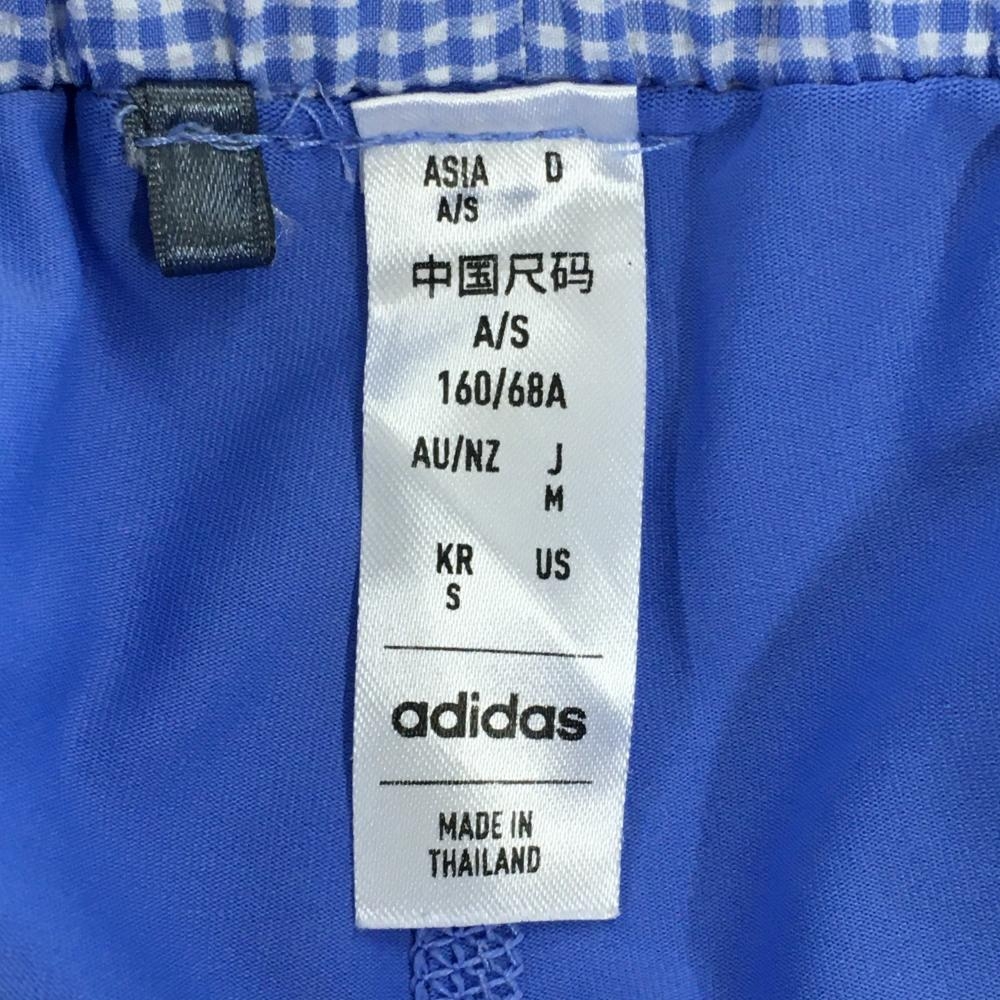 ASIA D
A/S
中国尺码
A/S
160/68A
AU/NZ J
M
KR US
S
adidas
MADE IN
THAILAND